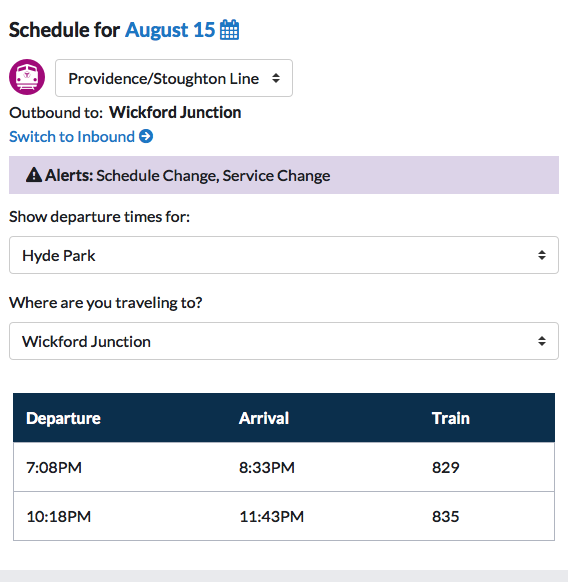 Schedule for August 15
Providence/Stoughton Line
Outbound to: Wickford Junction
Switch to Inbound
Alerts: Schedule Change, Service Change
Show departure times for:
Hyde Park
Where are you traveling to?
Wickford Junction
Departure Arrival Train
7:08PM 8:33PM 829
10:18PM 11:43PM 835